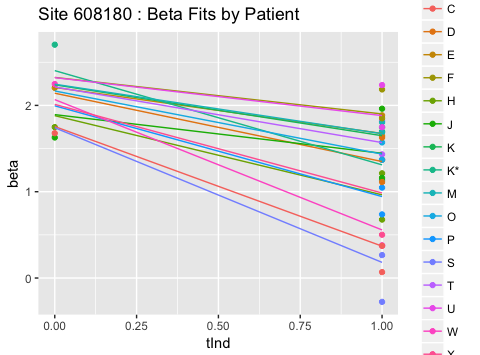 Site 608180 : Beta Fits by Patient
beta
2
1
0
0.00 0.25 0.50 0.75 1.00
tInd
C
D
E
F
H
J
K
K*
M
O
P
S
T
U
W